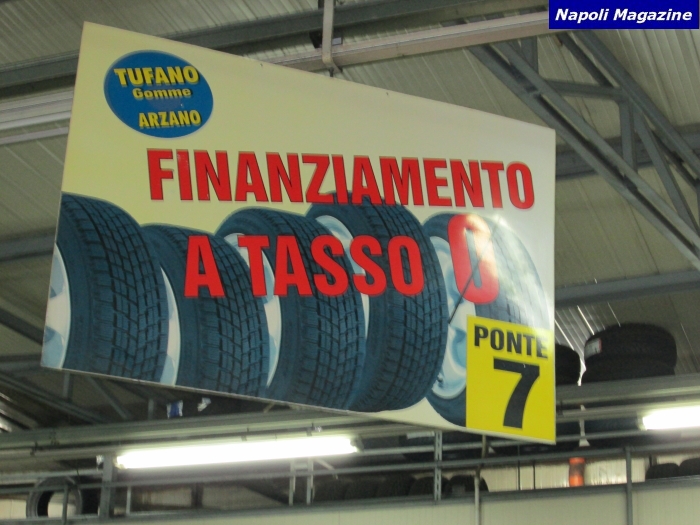 Napoli Magazine
TUFANO
Gomme
ARZANO
FINANZIAMENTO
A TASSO 0
PONTE
7